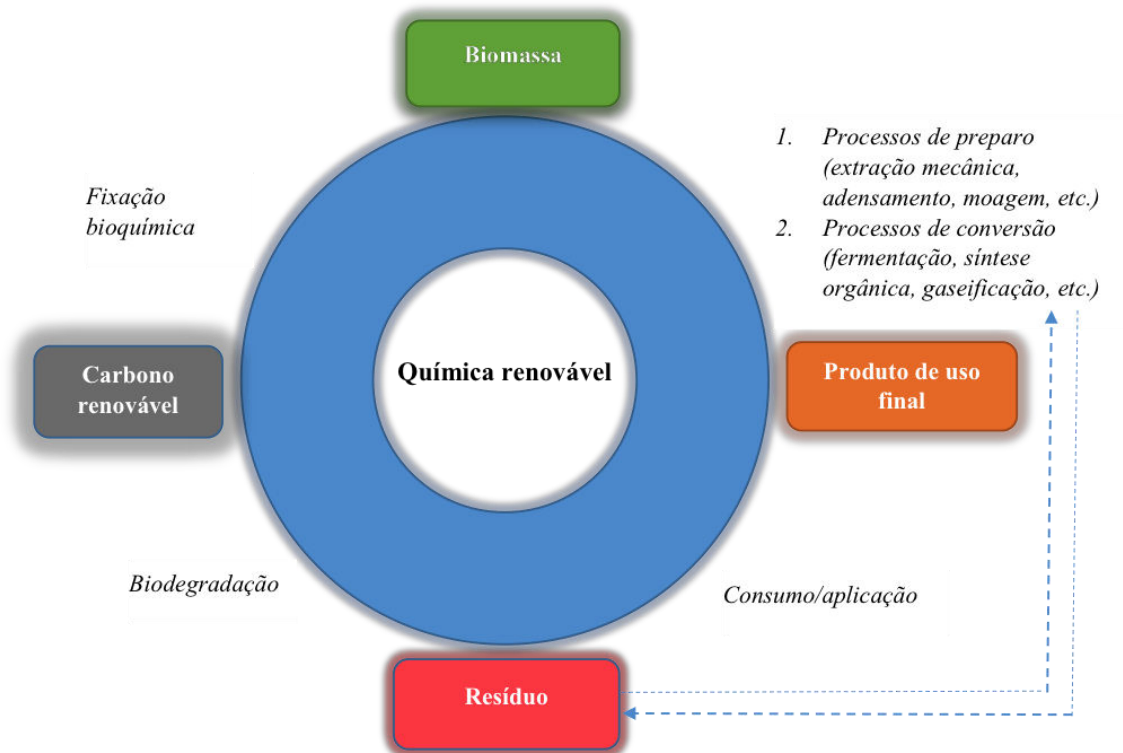 Biomassa
1. Processos de preparo
(extração mecânica,
adensamento, moagem, etc.)
2. Processos de conversão
(fermentação, síntese
orgânica, gaseificação, etc.)
Fixação
bioquímica
Carbono
renovável
Química renovável
Produto de uso
final
Biodegradação
Consumo/aplicação
Resíduo